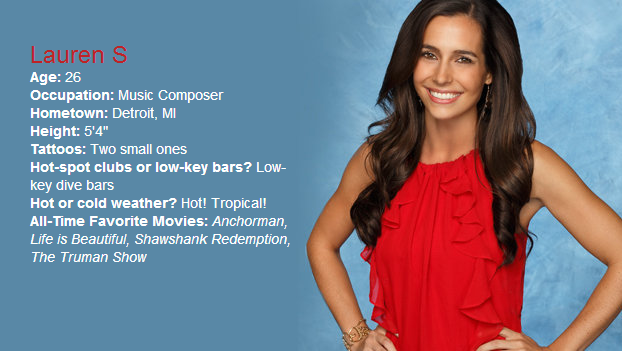 Lauren S
Age: 26
Occupation: Music Composer
Hometown: Detroit, MI
Height: 5'4"
Tattoos: Two small ones
Hot-spot clubs or low-key bars? Low-
key dive bars
Hot or cold weather? Hot! Tropical!
All-Time Favorite Movies: Anchorman,
Life is Beautiful, Shawshank Redemption,
The Truman Show